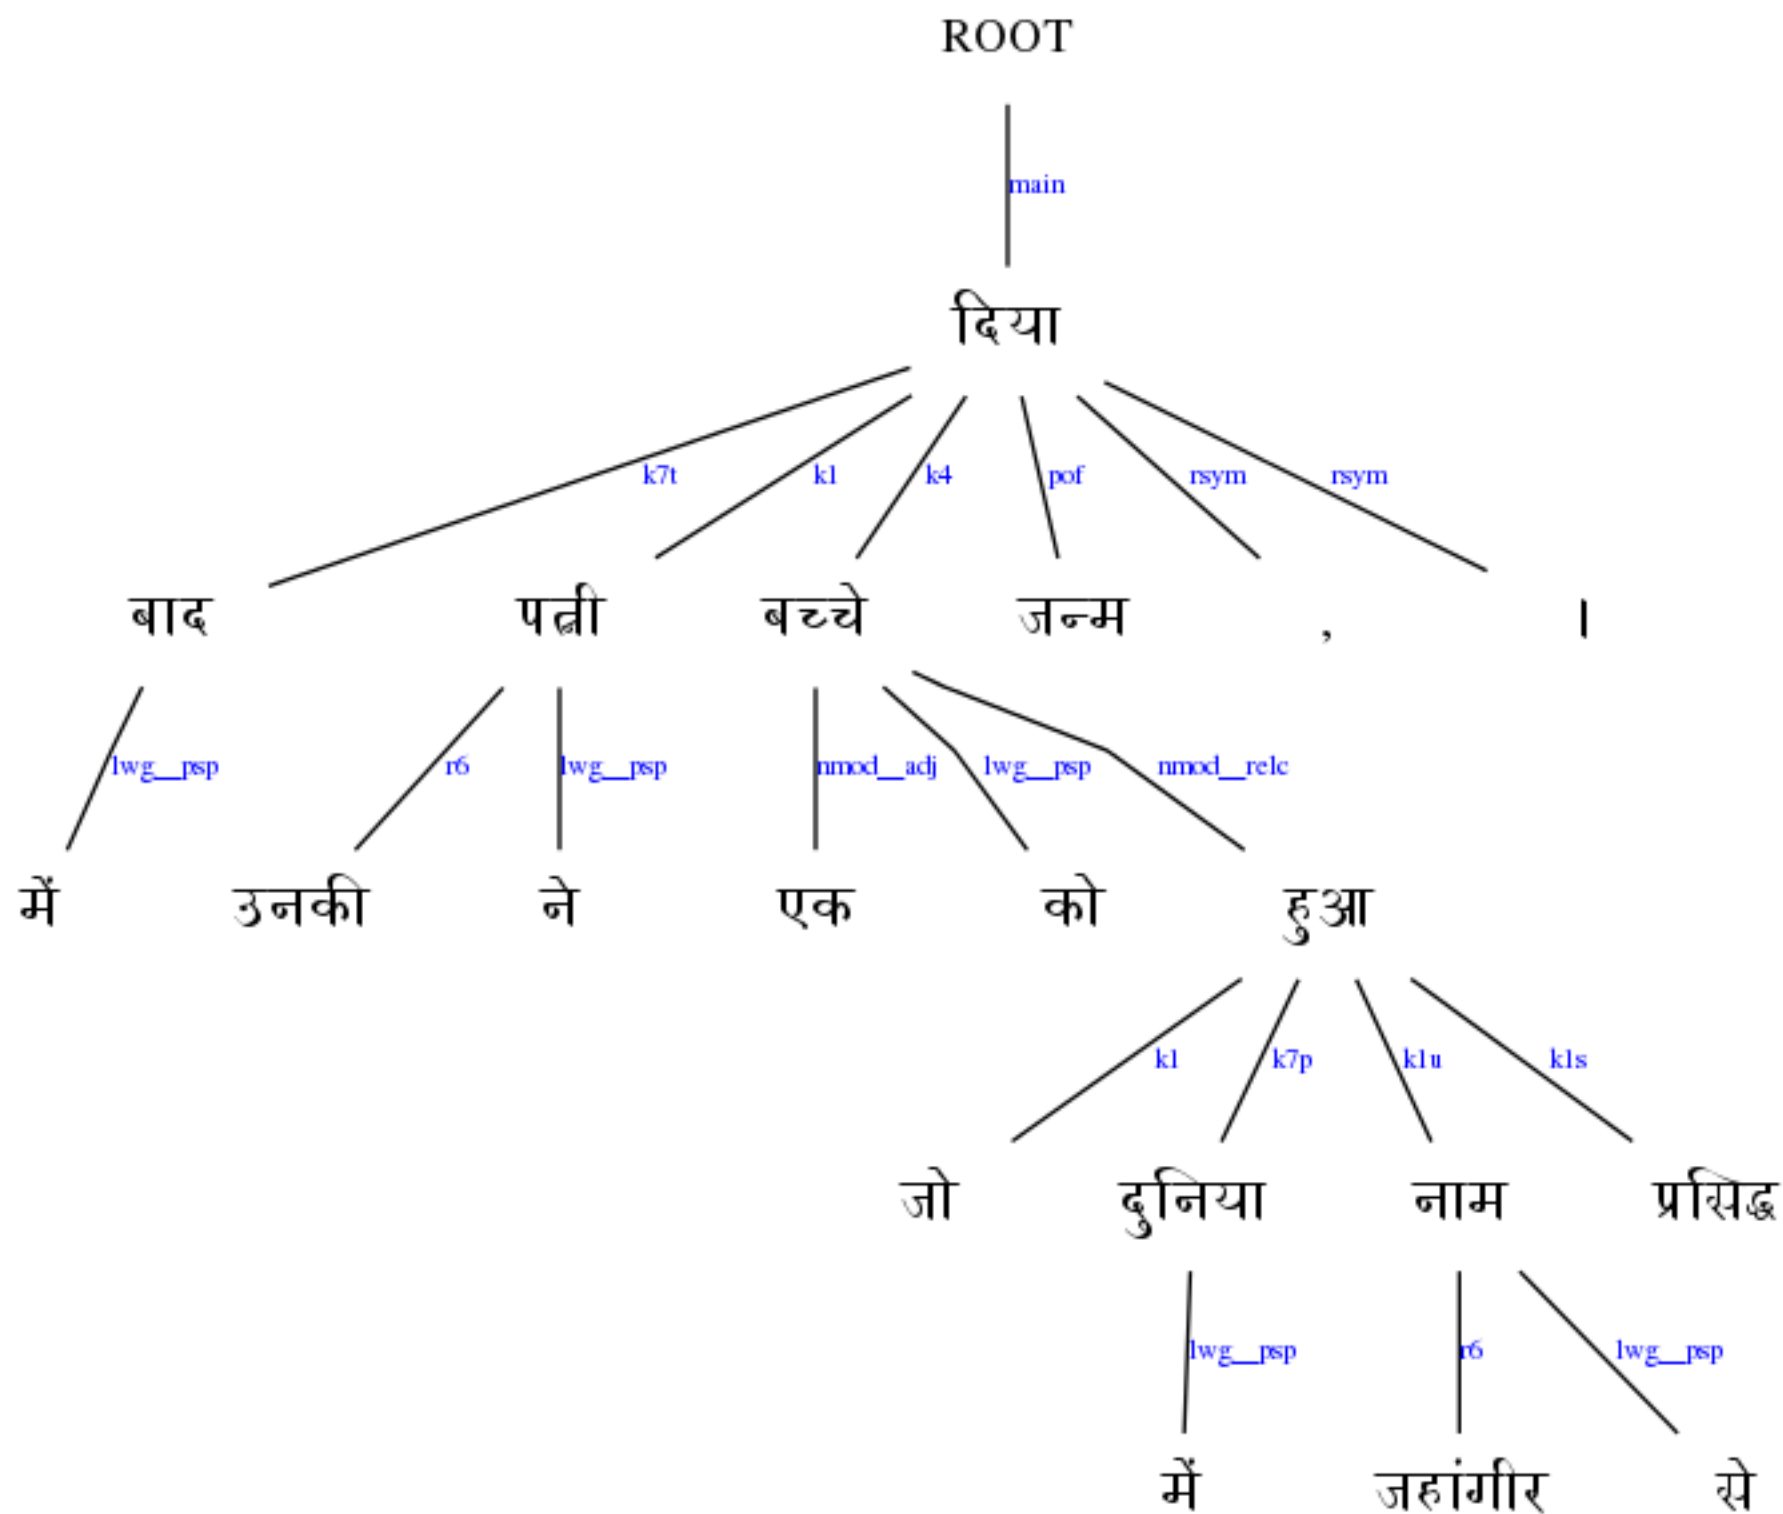 ROOT
main
दिया
k7t k1 k4 pof rsym rsym
बाद पत्नी बच्चे जन्म , ।
lwg__psp r6 lwg__psp nmod__adj lwg__psp nmod__relc
में उनकी ने एक को हुआ
k1 k7p k1u k1s
जो दुनिया नाम प्रसिद्ध
lwg__psp r6 lwg__psp
में जहांगीर से